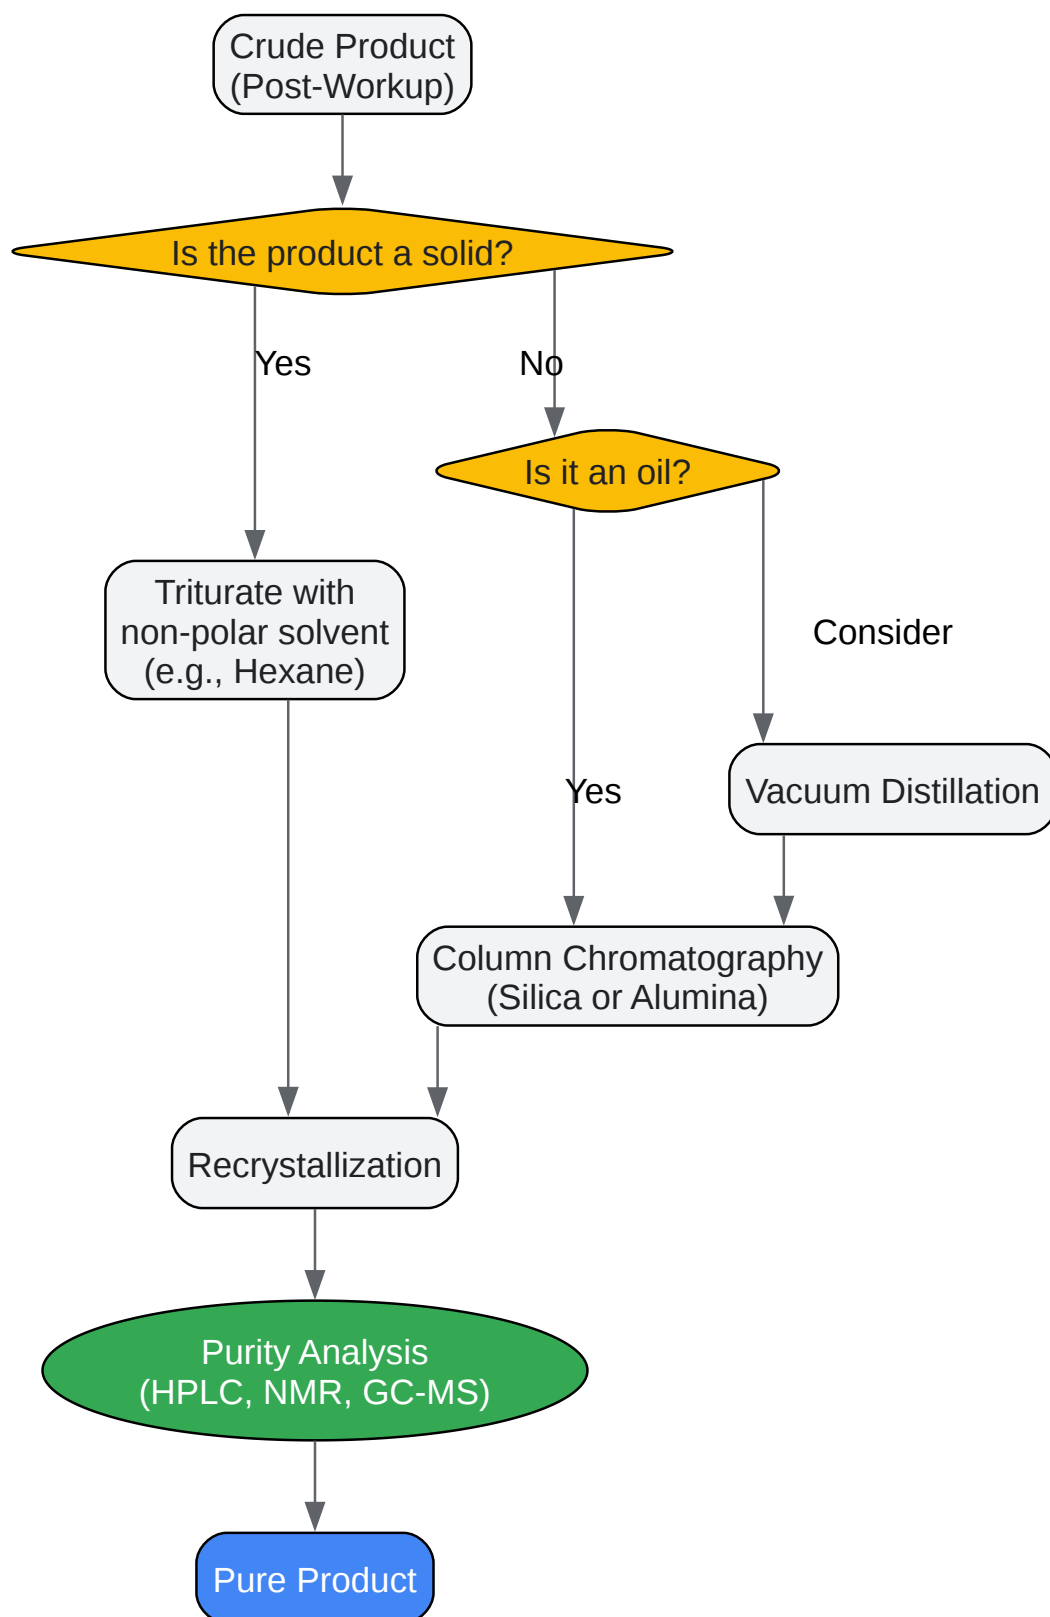 Crude Product
(Post-Workup)
Is the product a solid?
Yes
No
Is it an oil?
Triturate with
non-polar solvent
(e.g., Hexane)
Consider
Yes
Vacuum Distillation
Column Chromatography
(Silica or Alumina)
Recrystallization
Purity Analysis
(HPLC, NMR, GC-MS)
Pure Product